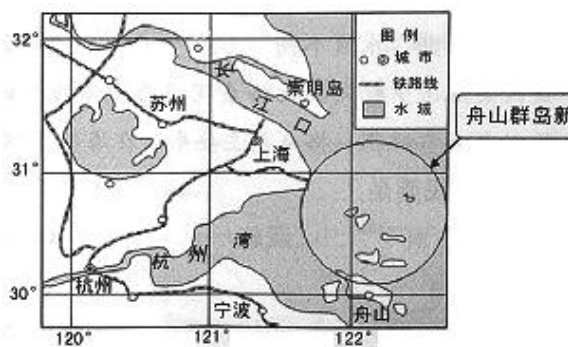 32°
31°
30°
120°
121°
122°
图例
城市
铁路线
水域
长江口
崇明岛
苏州
上海
杭州湾
杭州
宁波
舟山
舟山群岛新